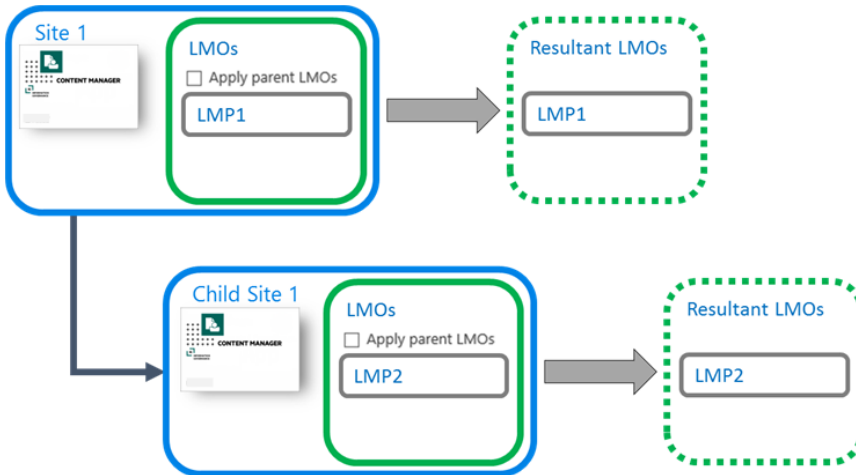 Site 1
CONTENT MANAGER
LMOs
Apply parent LMOs
LMP1
Resultant LMOs
LMP1
Child Site 1
CONTENT MANAGER
LMOs
Apply parent LMOs
LMP2
Resultant LMOs
LMP2